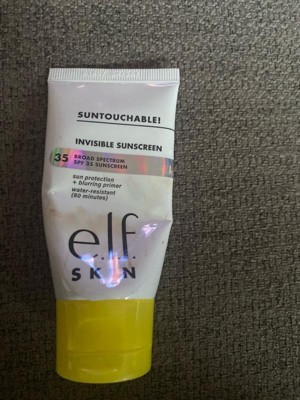 SUNTOUCHABLE!
INVISIBLE SUNSCREEN
35 BROAD SPECTRUM
SPF 35 SUNSCREEN
sun protection
+ blurring primer
water-resistant
(80 minutes)
e.l.f.
SKIN